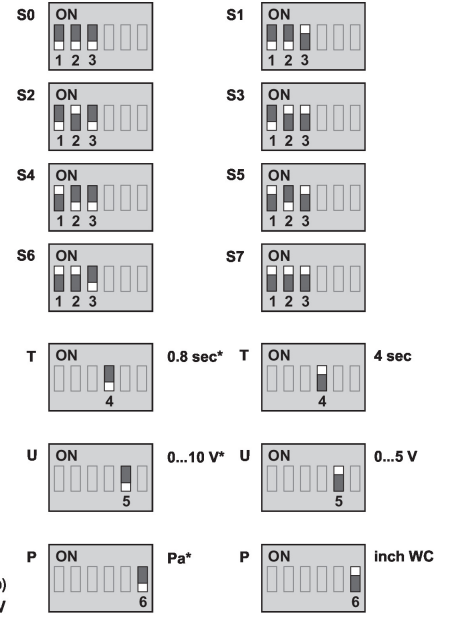 S0 ON S1 ON
1 2 3 1 2 3
S2 ON S3 ON
1 2 3 1 2 3
S4 ON S5 ON
1 2 3 1 2 3
S6 ON S7 ON
1 2 3 1 2 3
T ON 0.8 sec* T ON 4 sec
4 4
U ON 0...10 V* U ON 0...5 V
5 5
P ON Pa* P ON inch WC
6 6